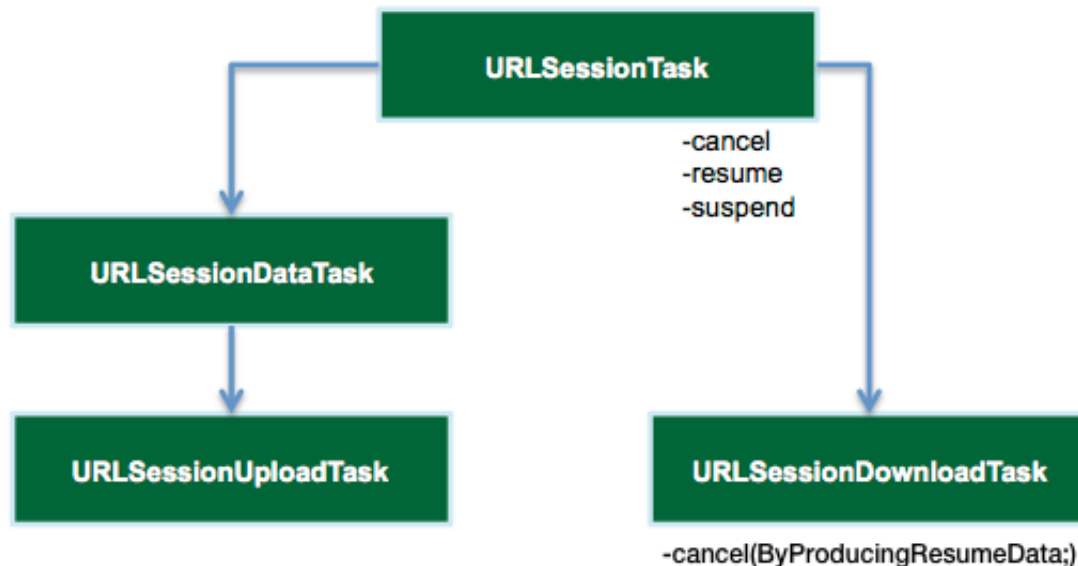 URLSessionTask
-cancel
-resume
-suspend
URLSessionDataTask
URLSessionUploadTask
URLSessionDownloadTask
-cancel(ByProducingResumeData;)